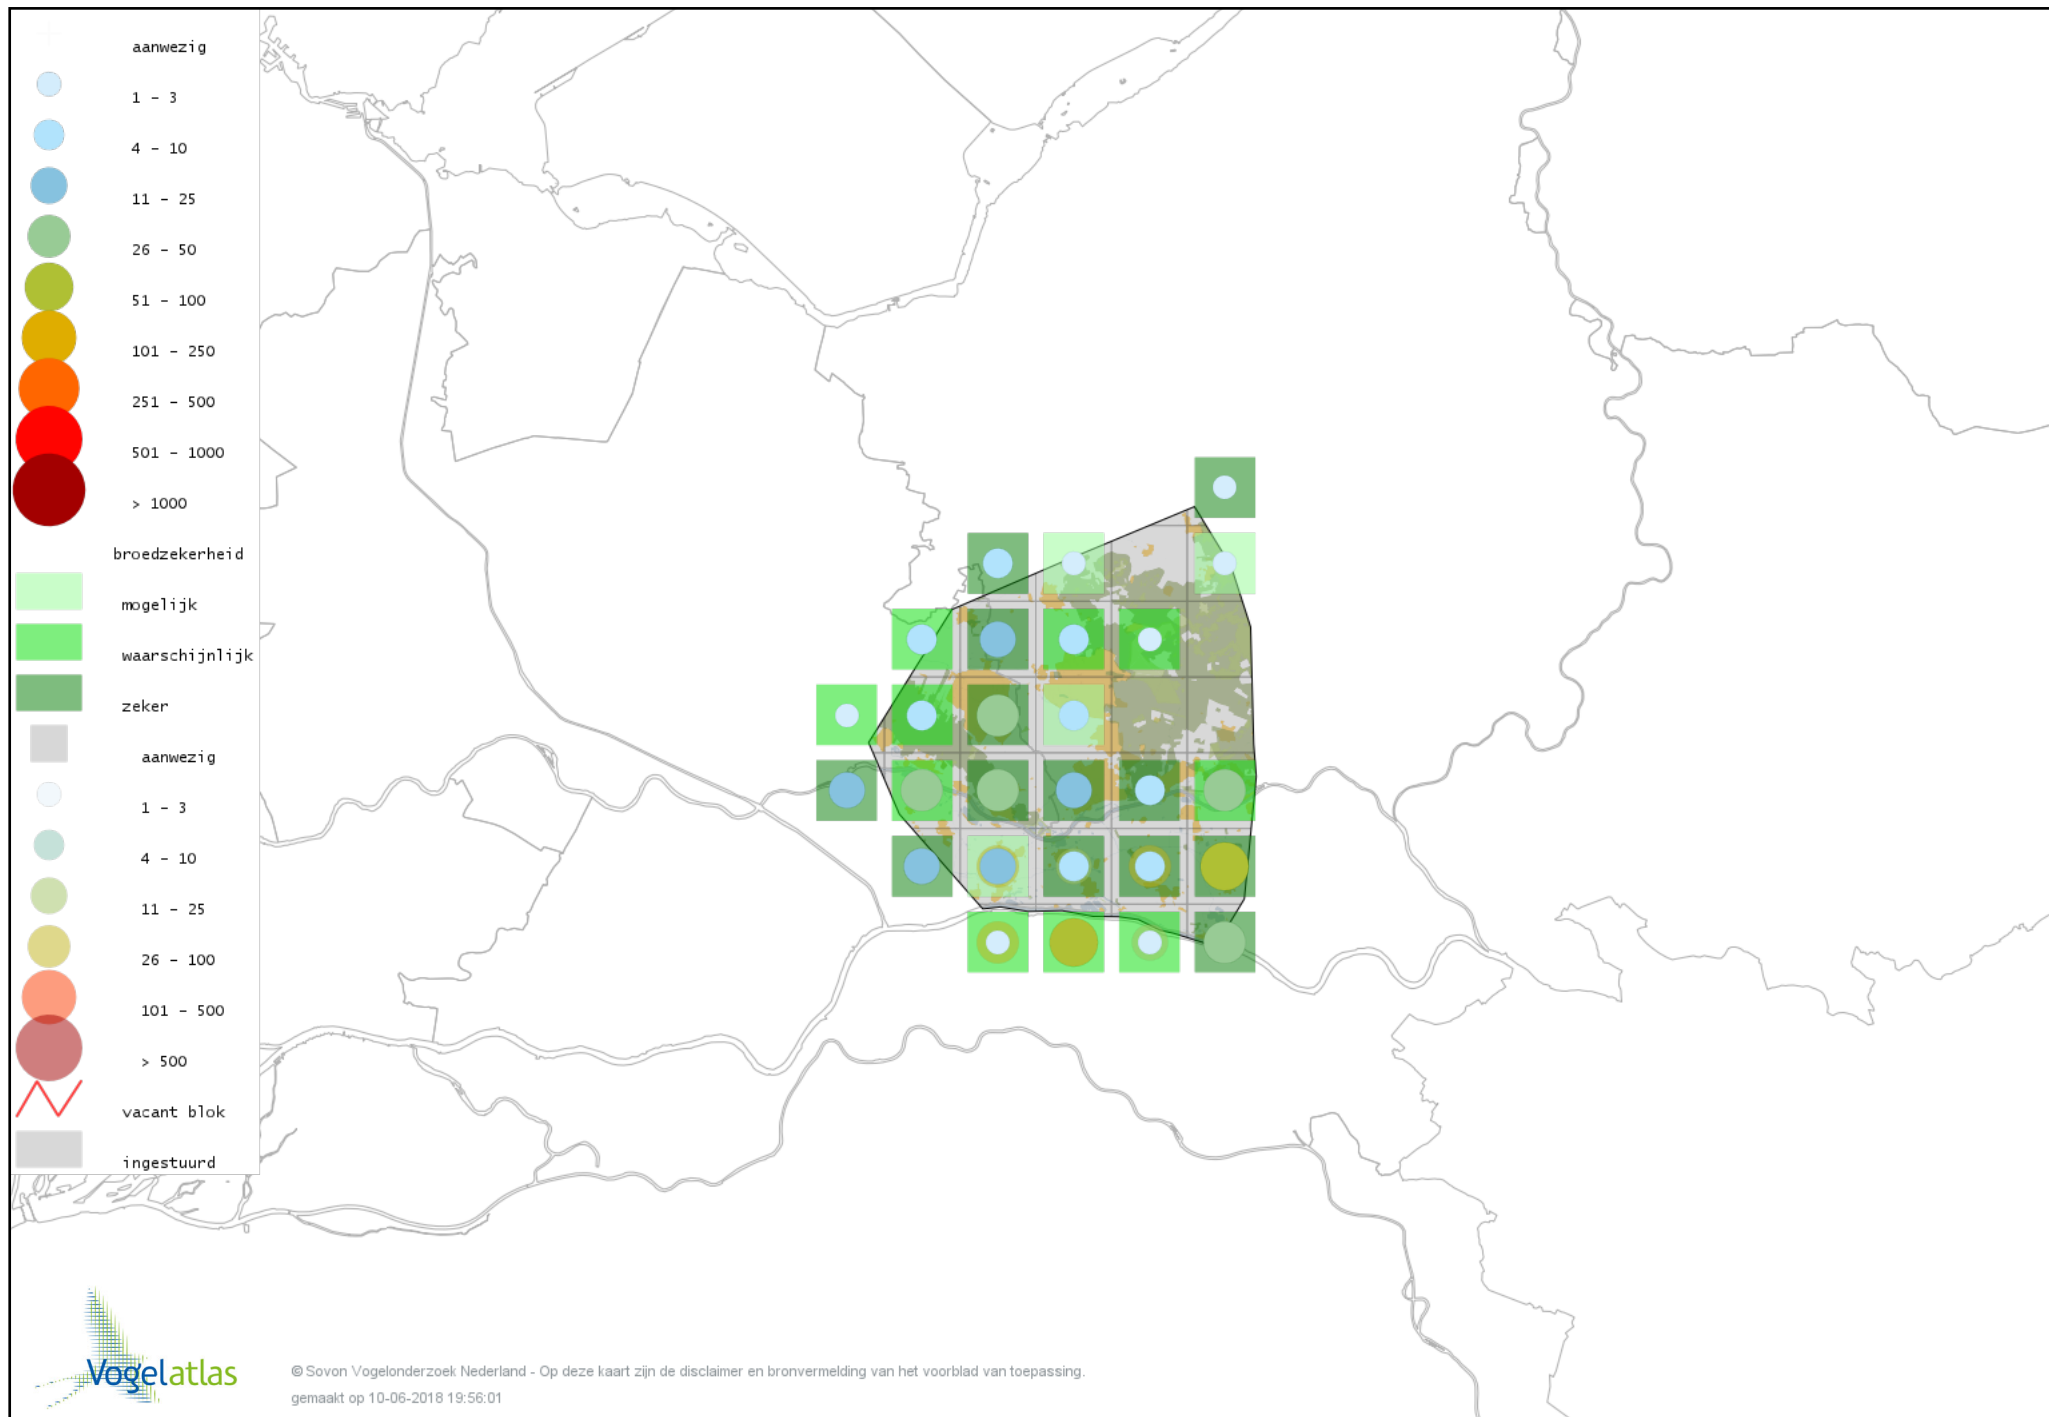 aanwezig
1 - 3
4 - 10
11 - 25
26 - 50
51 - 100
101 - 250
251 - 500
501 - 1000
> 1000
broedzekerheid
mogelijk
waarschijnlijk
zeker
aanwezig
1 - 3
4 - 10
11 - 25
26 - 100
101 - 500
> 500
vacant blok
ingestuurd
Vogelatlas
© Sovon Vogelonderzoek Nederland - Op deze kaart zijn de disclaimer en bronvermelding van het voorblad van toepassing.
gemaakt op 10-06-2018 19:56:01